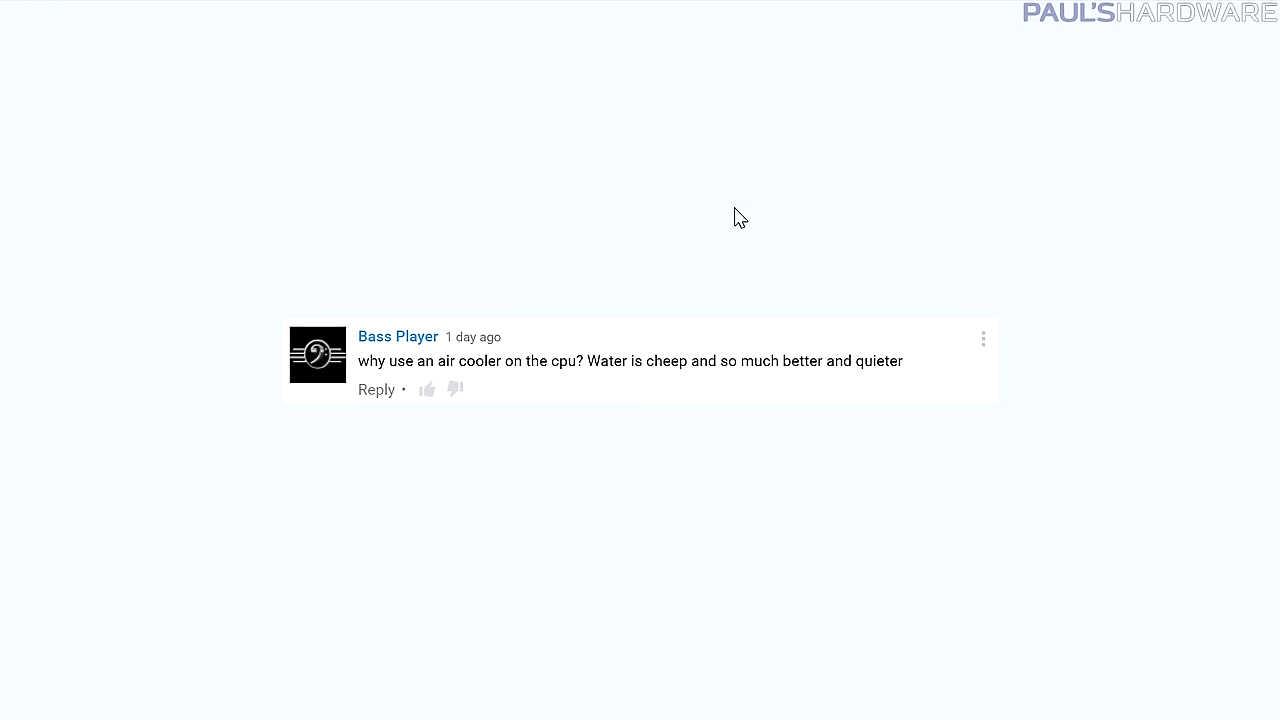 PAUL'S HARDWARE
Bass Player 1 day ago
why use an air cooler on the cpu? Water is cheep and so much better and quieter
Reply •